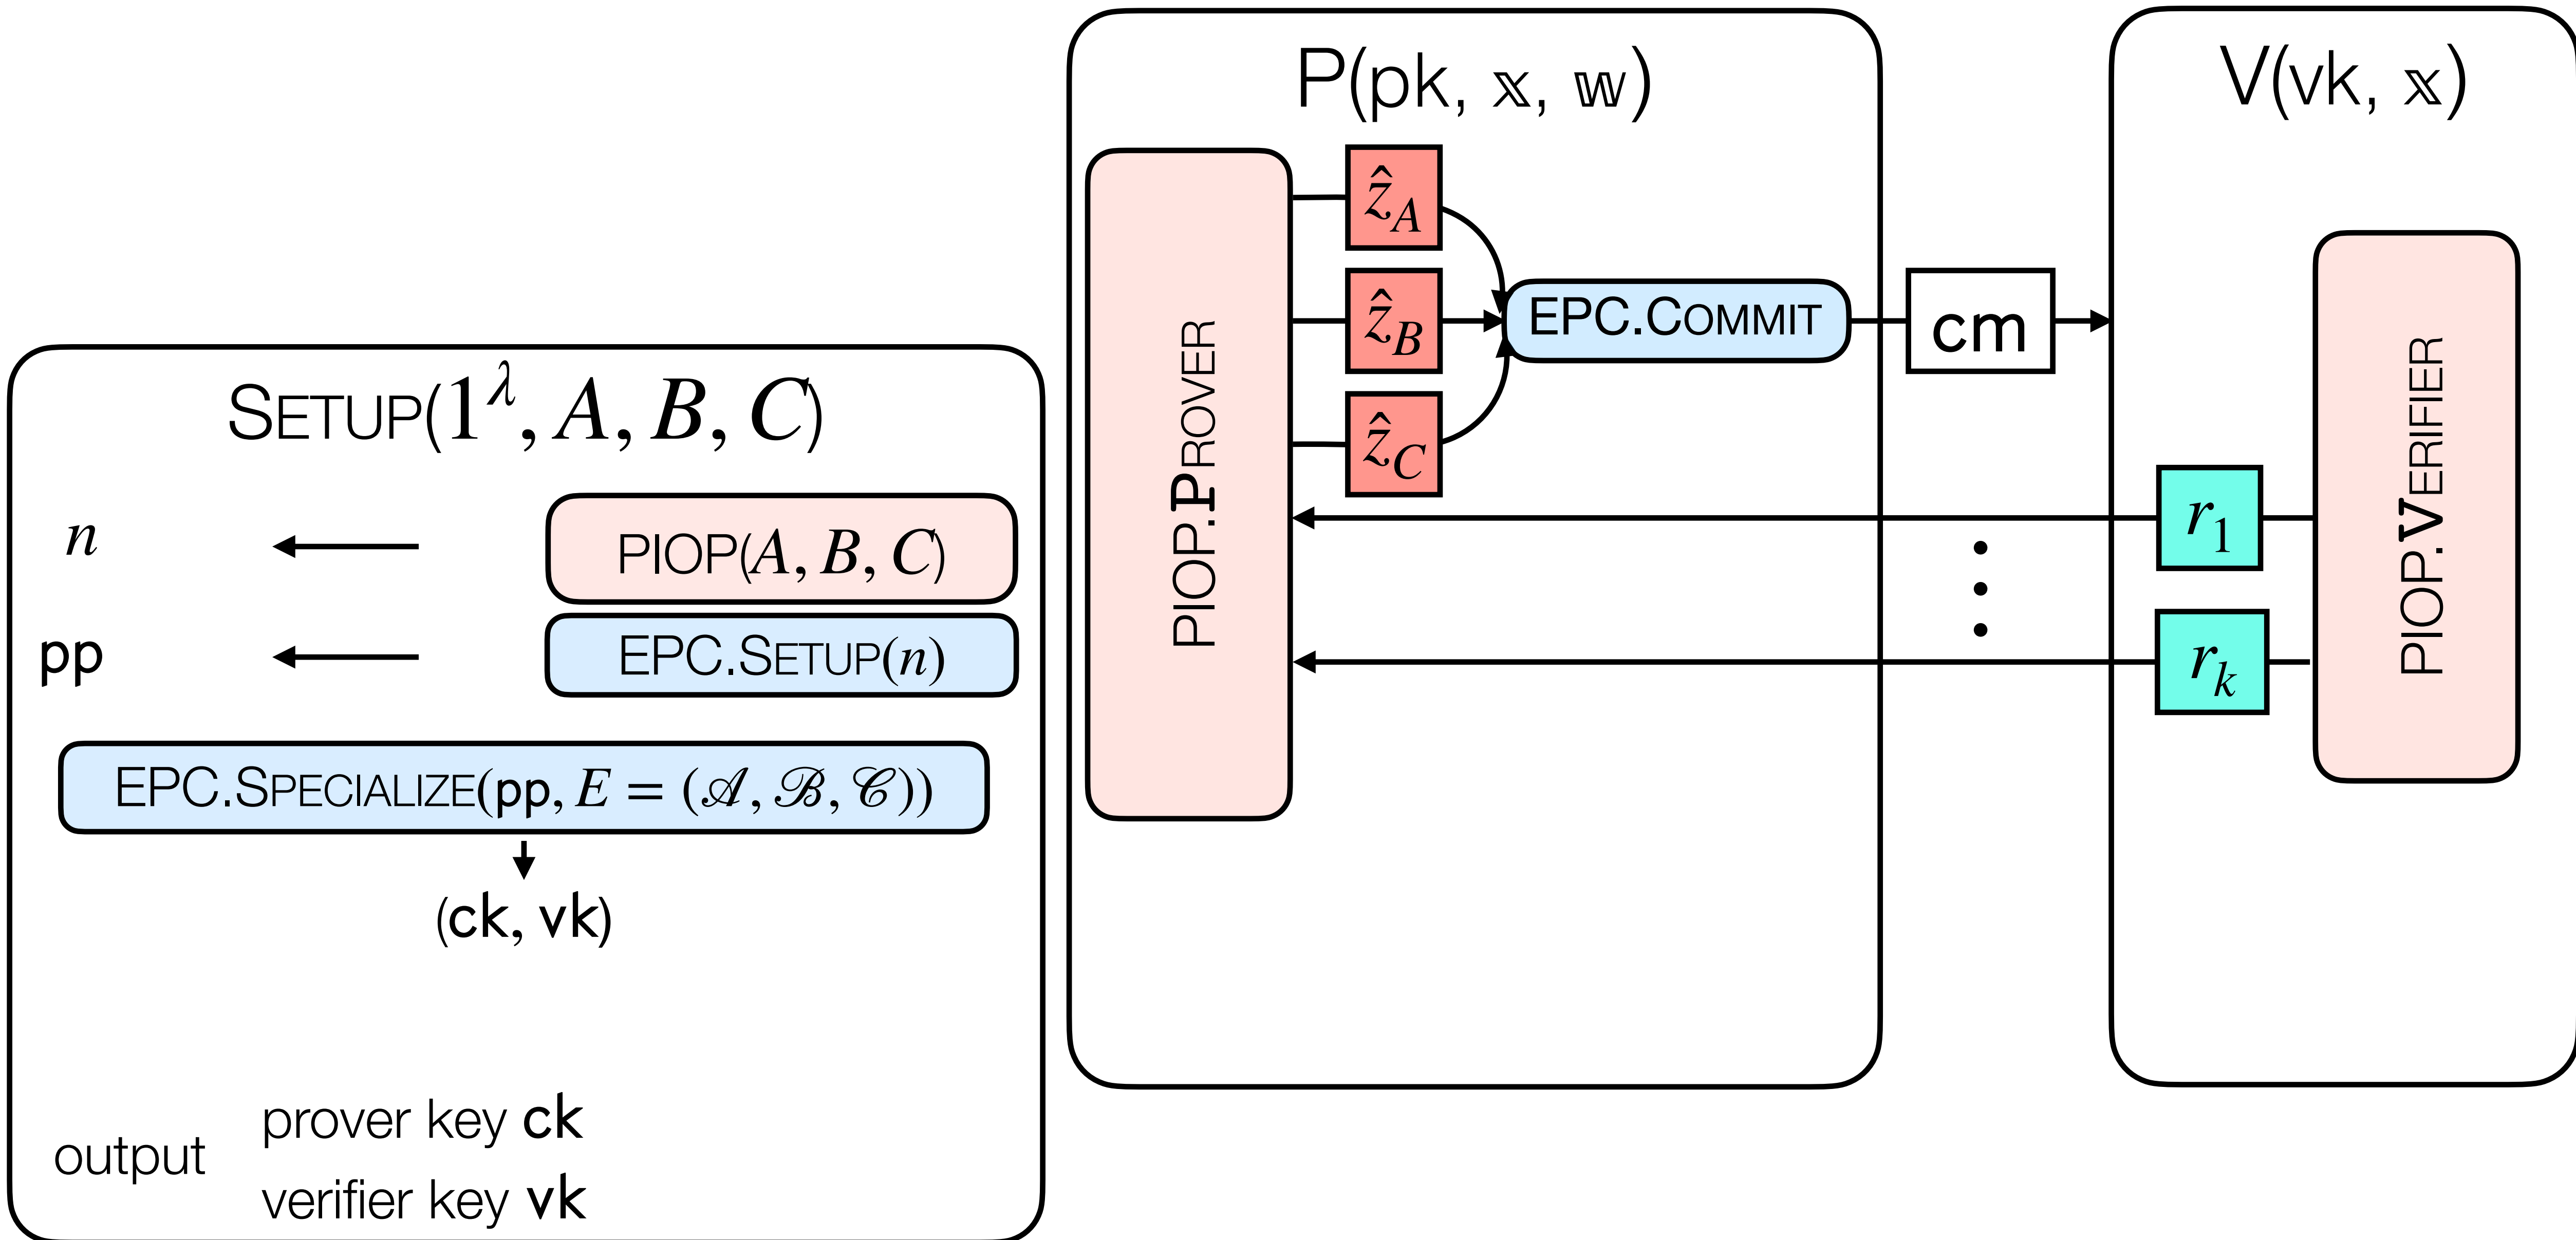 SETUP(1^λ, A, B, C)
n
PIOP(A, B, C)
pp
EPC.SETUP(n)
EPC.SPECIALIZE(pp, E = (𝒜, ℬ, 𝒞))
(ck, vk)
output
prover key ck
verifier key vk
P(pk, 𝕩, 𝕨)
PIOP.PROVER
ẑ_A
ẑ_B
ẑ_C
EPC.COMMIT
cm
V(vk, 𝕩)
r_1
r_k
PIOP.VERIFIER